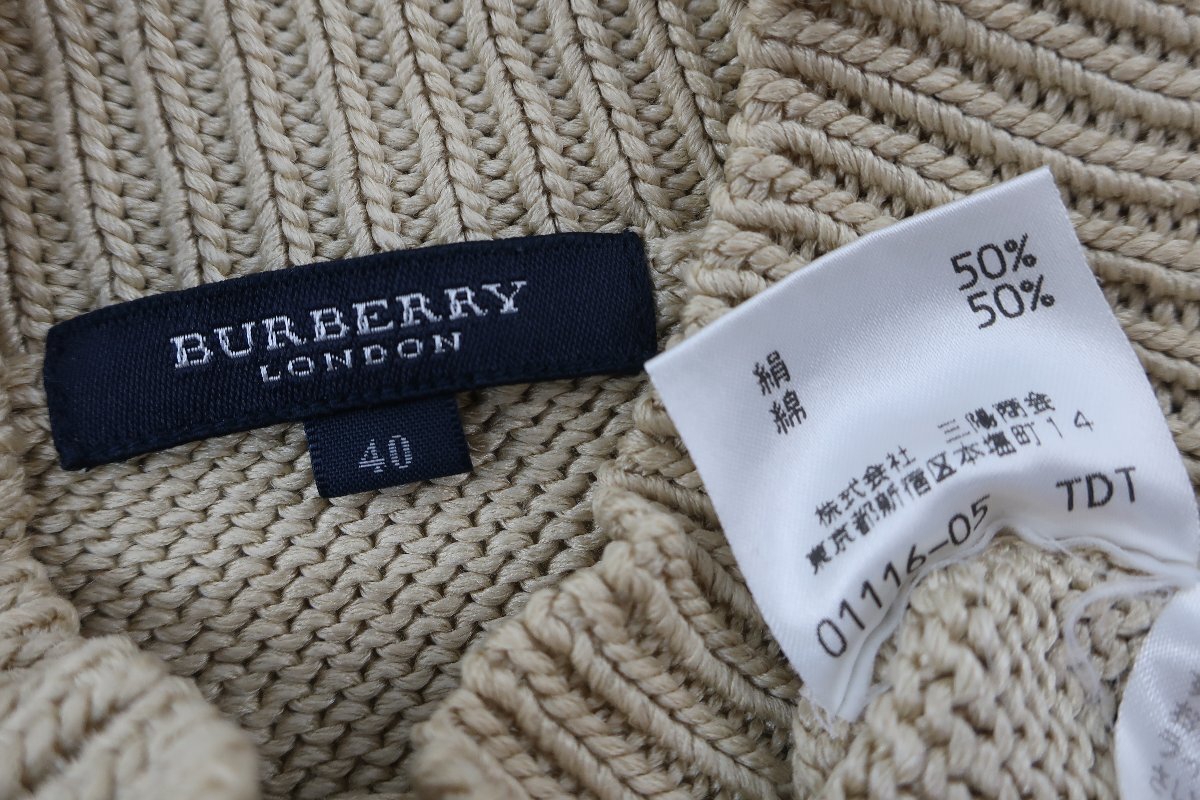 BURBERRY
LONDON
40
絹 50%
綿 50%
株式会社 三陽商会
東京都新宿区本塩町14
01116-05 TDT